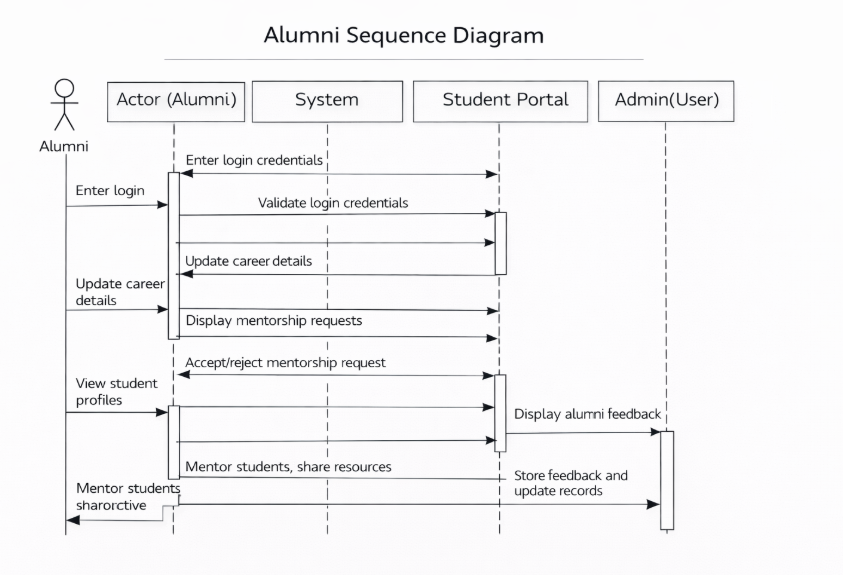 Alumni Sequence Diagram
Actor (Alumni)
System
Student Portal
Admin(User)
Alumni
Enter login credentials
Enter login
Validate login credentials
Update career details
Update career
details
Display mentorship requests
Accept/reject mentorship request
View student
profiles
Display alumni feedback
Mentor students, share resources
Store feedback and
update records
Mentor students
sharorctive